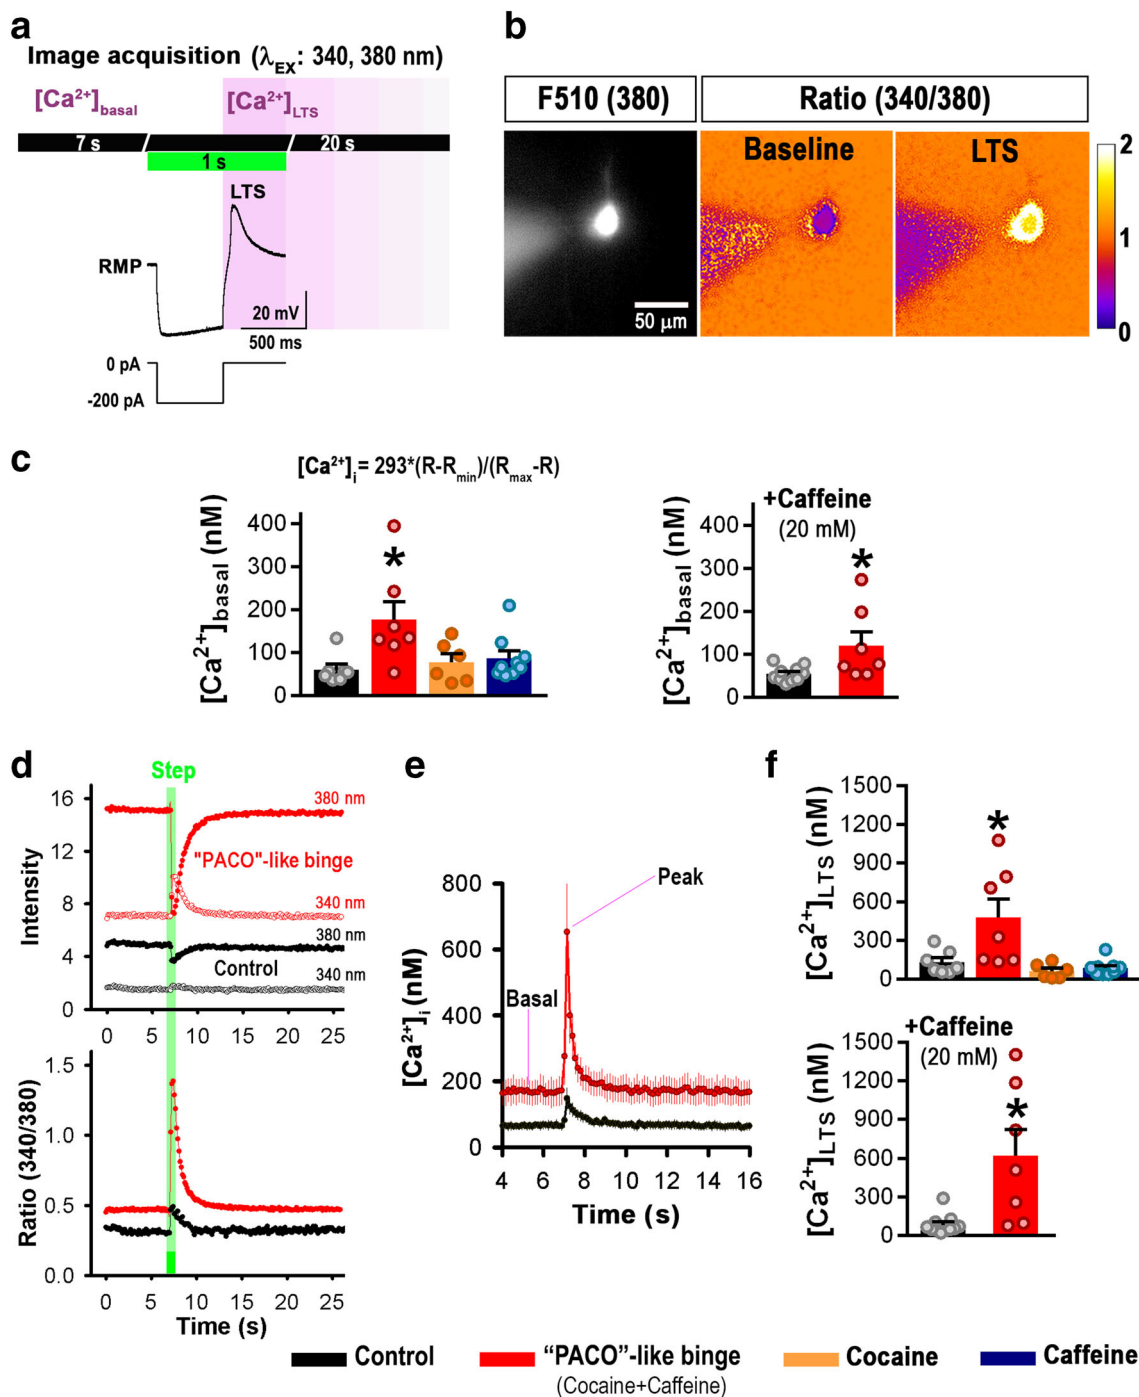 a
Image acquisition (λEX: 340, 380 nm)
[Ca²⁺]basal
[Ca²⁺]LTS
7 s
20 s
1 s
LTS
RMP
20 mV
500 ms
0 pA
-200 pA
b
F510 (380)
Ratio (340/380)
Baseline
LTS
50 µm
2
1
0
c
[Ca²⁺]i = 293*(R-Rmin)/(Rmax-R)
[Ca²⁺]basal (nM)
400
300
200
100
0
*
+Caffeine
(20 mM)
[Ca²⁺]basal (nM)
400
300
200
100
0
*
d
Step
Intensity
16
12
8
4
0
380 nm
"PACO"-like binge
340 nm
380 nm
Control
340 nm
0 5 10 15 20 25
Ratio (340/380)
1.5
1.0
0.5
0.0
0 5 10 15 20 25
Time (s)
e
[Ca²⁺]i (nM)
800
600
400
200
0
Peak
Basal
4 6 8 10 12 14 16
Time (s)
f
[Ca²⁺]LTS (nM)
1500
1200
900
600
300
0
*
+Caffeine
(20 mM)
[Ca²⁺]LTS (nM)
1500
1200
900
600
300
0
*
Control
“PACO”-like binge
(Cocaine+Caffeine)
Cocaine
Caffeine